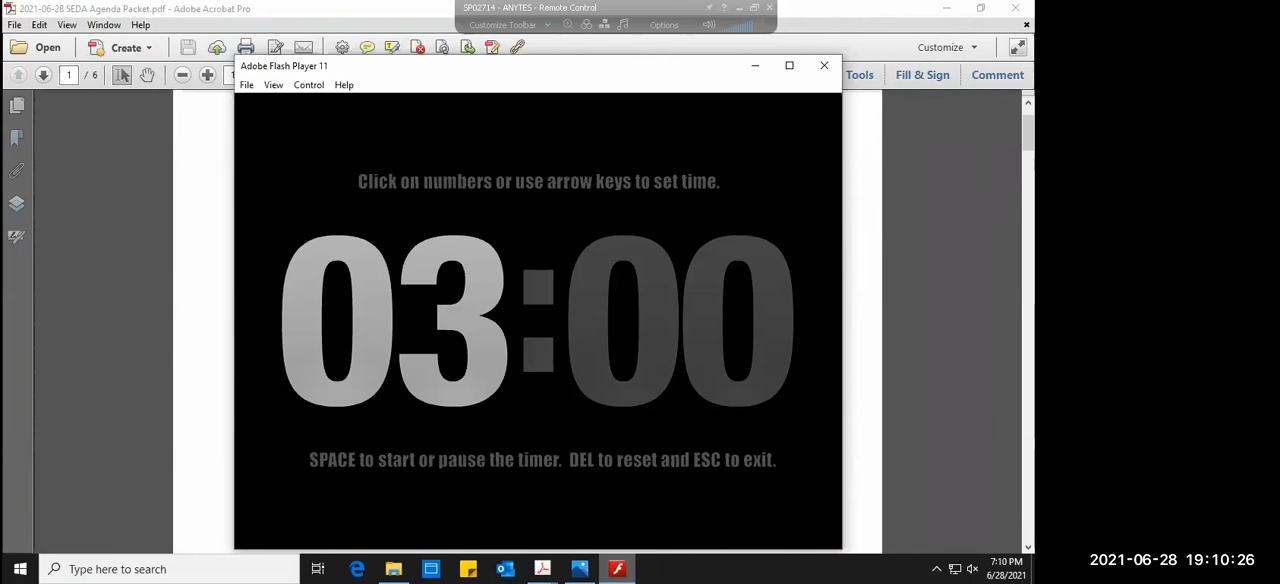 2021-06-28 SEDA Agenda Packet.pdf - Adobe Acrobat Pro
SP02714 - ANYTES - Remote Control
File Edit View Window Help
Customize Toolbar Options
Open Create Customize
1 / 6 Tools Fill & Sign Comment
Adobe Flash Player 11
File View Control Help
Click on numbers or use arrow keys to set time.
03:00
SPACE to start or pause the timer. DEL to reset and ESC to exit.
Type here to search
7:10 PM
6/28/2021
2021-06-28 19:10:26